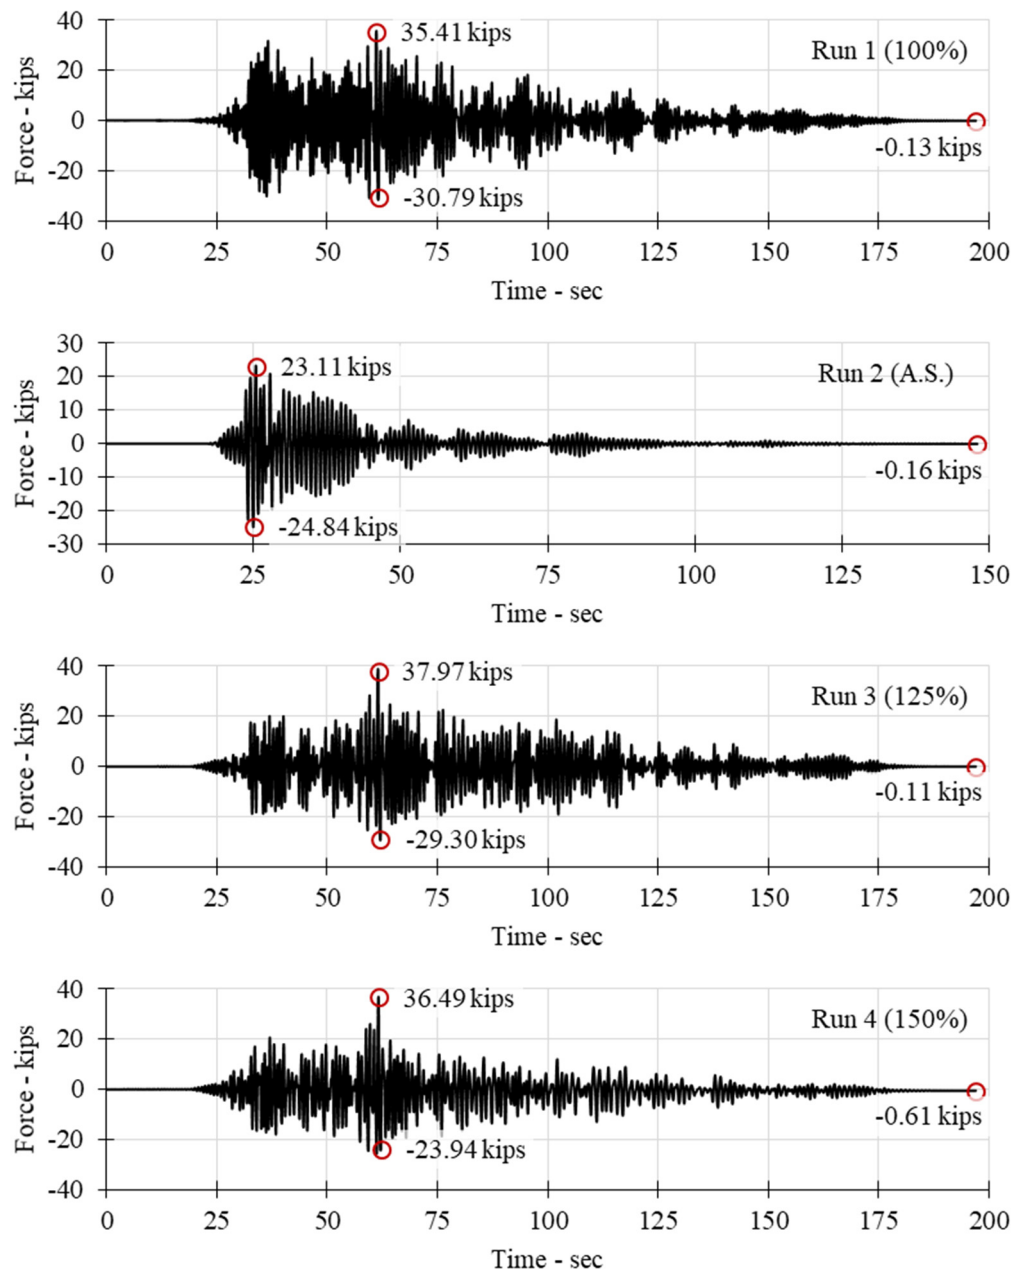 40
35.41 kips
Run 1 (100%)
20
0
-0.13 kips
-20
-30.79 kips
-40
Force - kips
0 25 50 75 100 125 150 175 200
Time - sec
30
23.11 kips
Run 2 (A.S.)
20
10
0
-0.16 kips
-10
-20
-24.84 kips
-30
Force - kips
0 25 50 75 100 125 150
Time - sec
40
37.97 kips
Run 3 (125%)
20
0
-0.11 kips
-20
-29.30 kips
-40
Force - kips
0 25 50 75 100 125 150 175 200
Time - sec
40
36.49 kips
Run 4 (150%)
20
0
-0.61 kips
-20
-23.94 kips
-40
Force - kips
0 25 50 75 100 125 150 175 200
Time - sec